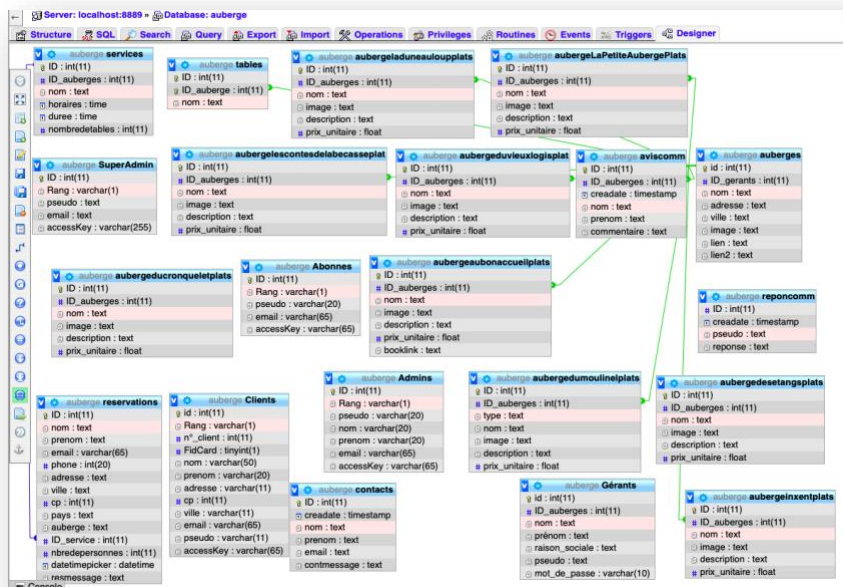 Server: localhost:8889 » Database: auberge
Structure SQL Search Query Export Import Operations Privileges Routines Events Triggers Designer
auberge services
ID : int(11)
ID_auberges : int(11)
nom : text
horaires : time
duree : time
nombredetables : int(11)
auberge tables
ID : int(11)
ID_auberge : int(11)
nom : text
auberge aubergeladuneauloupplats
ID : int(11)
ID_auberges : int(11)
nom : text
image : text
description : text
prix_unitaire : float
auberge aubergeLaPetiteAubergePlats
ID : int(11)
ID_auberges : int(11)
nom : text
image : text
description : text
prix_unitaire : float
auberge SuperAdmin
ID : int(11)
Rang : varchar(1)
pseudo : text
email : text
accessKey : varchar(255)
auberge aubergelescontesdelabecasseplat
ID : int(11)
ID_auberges : int(11)
nom : text
image : text
description : text
prix_unitaire : float
auberge aubergeduvieuxlogisplat
ID : int(11)
ID_auberges : int(11)
nom : text
image : text
description : text
prix_unitaire : float
auberge aviscomm
ID : int(11)
ID_auberges : int(11)
creadate : timestamp
nom : text
prenom : text
commentaire : text
auberge auberges
id : int(11)
ID_gerants : int(11)
nom : text
adresse : text
ville : text
image : text
lien : text
lien2 : text
auberge aubergeducronqueletplats
ID : int(11)
ID_auberges : int(11)
nom : text
image : text
description : text
prix_unitaire : float
auberge Abonnes
ID : int(11)
Rang : varchar(1)
pseudo : varchar(20)
email : varchar(65)
accessKey : varchar(65)
auberge aubergeaubonaccueilplats
ID : int(11)
ID_auberges : int(11)
nom : text
image : text
description : text
prix_unitaire : float
booklink : text
auberge reponcomm
ID : int(11)
creadate : timestamp
pseudo : text
reponse : text
auberge reservations
ID : int(11)
nom : text
prenom : text
email : varchar(65)
phone : int(20)
adresse : text
ville : text
cp : int(11)
pays : text
auberge : text
ID_service : int(11)
nbredepersonnes : int(11)
datetimepicker : datetime
resmessage : text
auberge Clients
id : int(11)
Rang : varchar(1)
n°_client : int(11)
FidCard : tinyint(1)
nom : varchar(50)
prenom : varchar(20)
adresse : varchar(11)
cp : int(11)
ville : varchar(11)
email : varchar(65)
pseudo : varchar(11)
accessKey : varchar(65)
auberge Admins
ID : int(11)
Rang : varchar(1)
pseudo : varchar(20)
nom : varchar(20)
prenom : varchar(20)
email : varchar(65)
accessKey : varchar(65)
auberge aubergedumoulinelplats
ID : int(11)
ID_auberges : int(11)
type : text
nom : text
image : text
description : text
prix_unitaire : float
auberge aubergedesetangsplats
ID : int(11)
ID_auberges : int(11)
nom : text
image : text
description : text
prix_unitaire : float
auberge contacts
ID : int(11)
creadate : timestamp
nom : text
prenom : text
email : text
contmessage : text
auberge Gérants
id : int(11)
ID_auberges : int(11)
nom : text
prénom : text
raison_sociale : text
pseudo : text
mot_de_passe : varchar(10)
auberge aubergeinxentplats
ID : int(11)
ID_auberges : int(11)
nom : text
image : text
description : text
prix_unitaire : float
Console